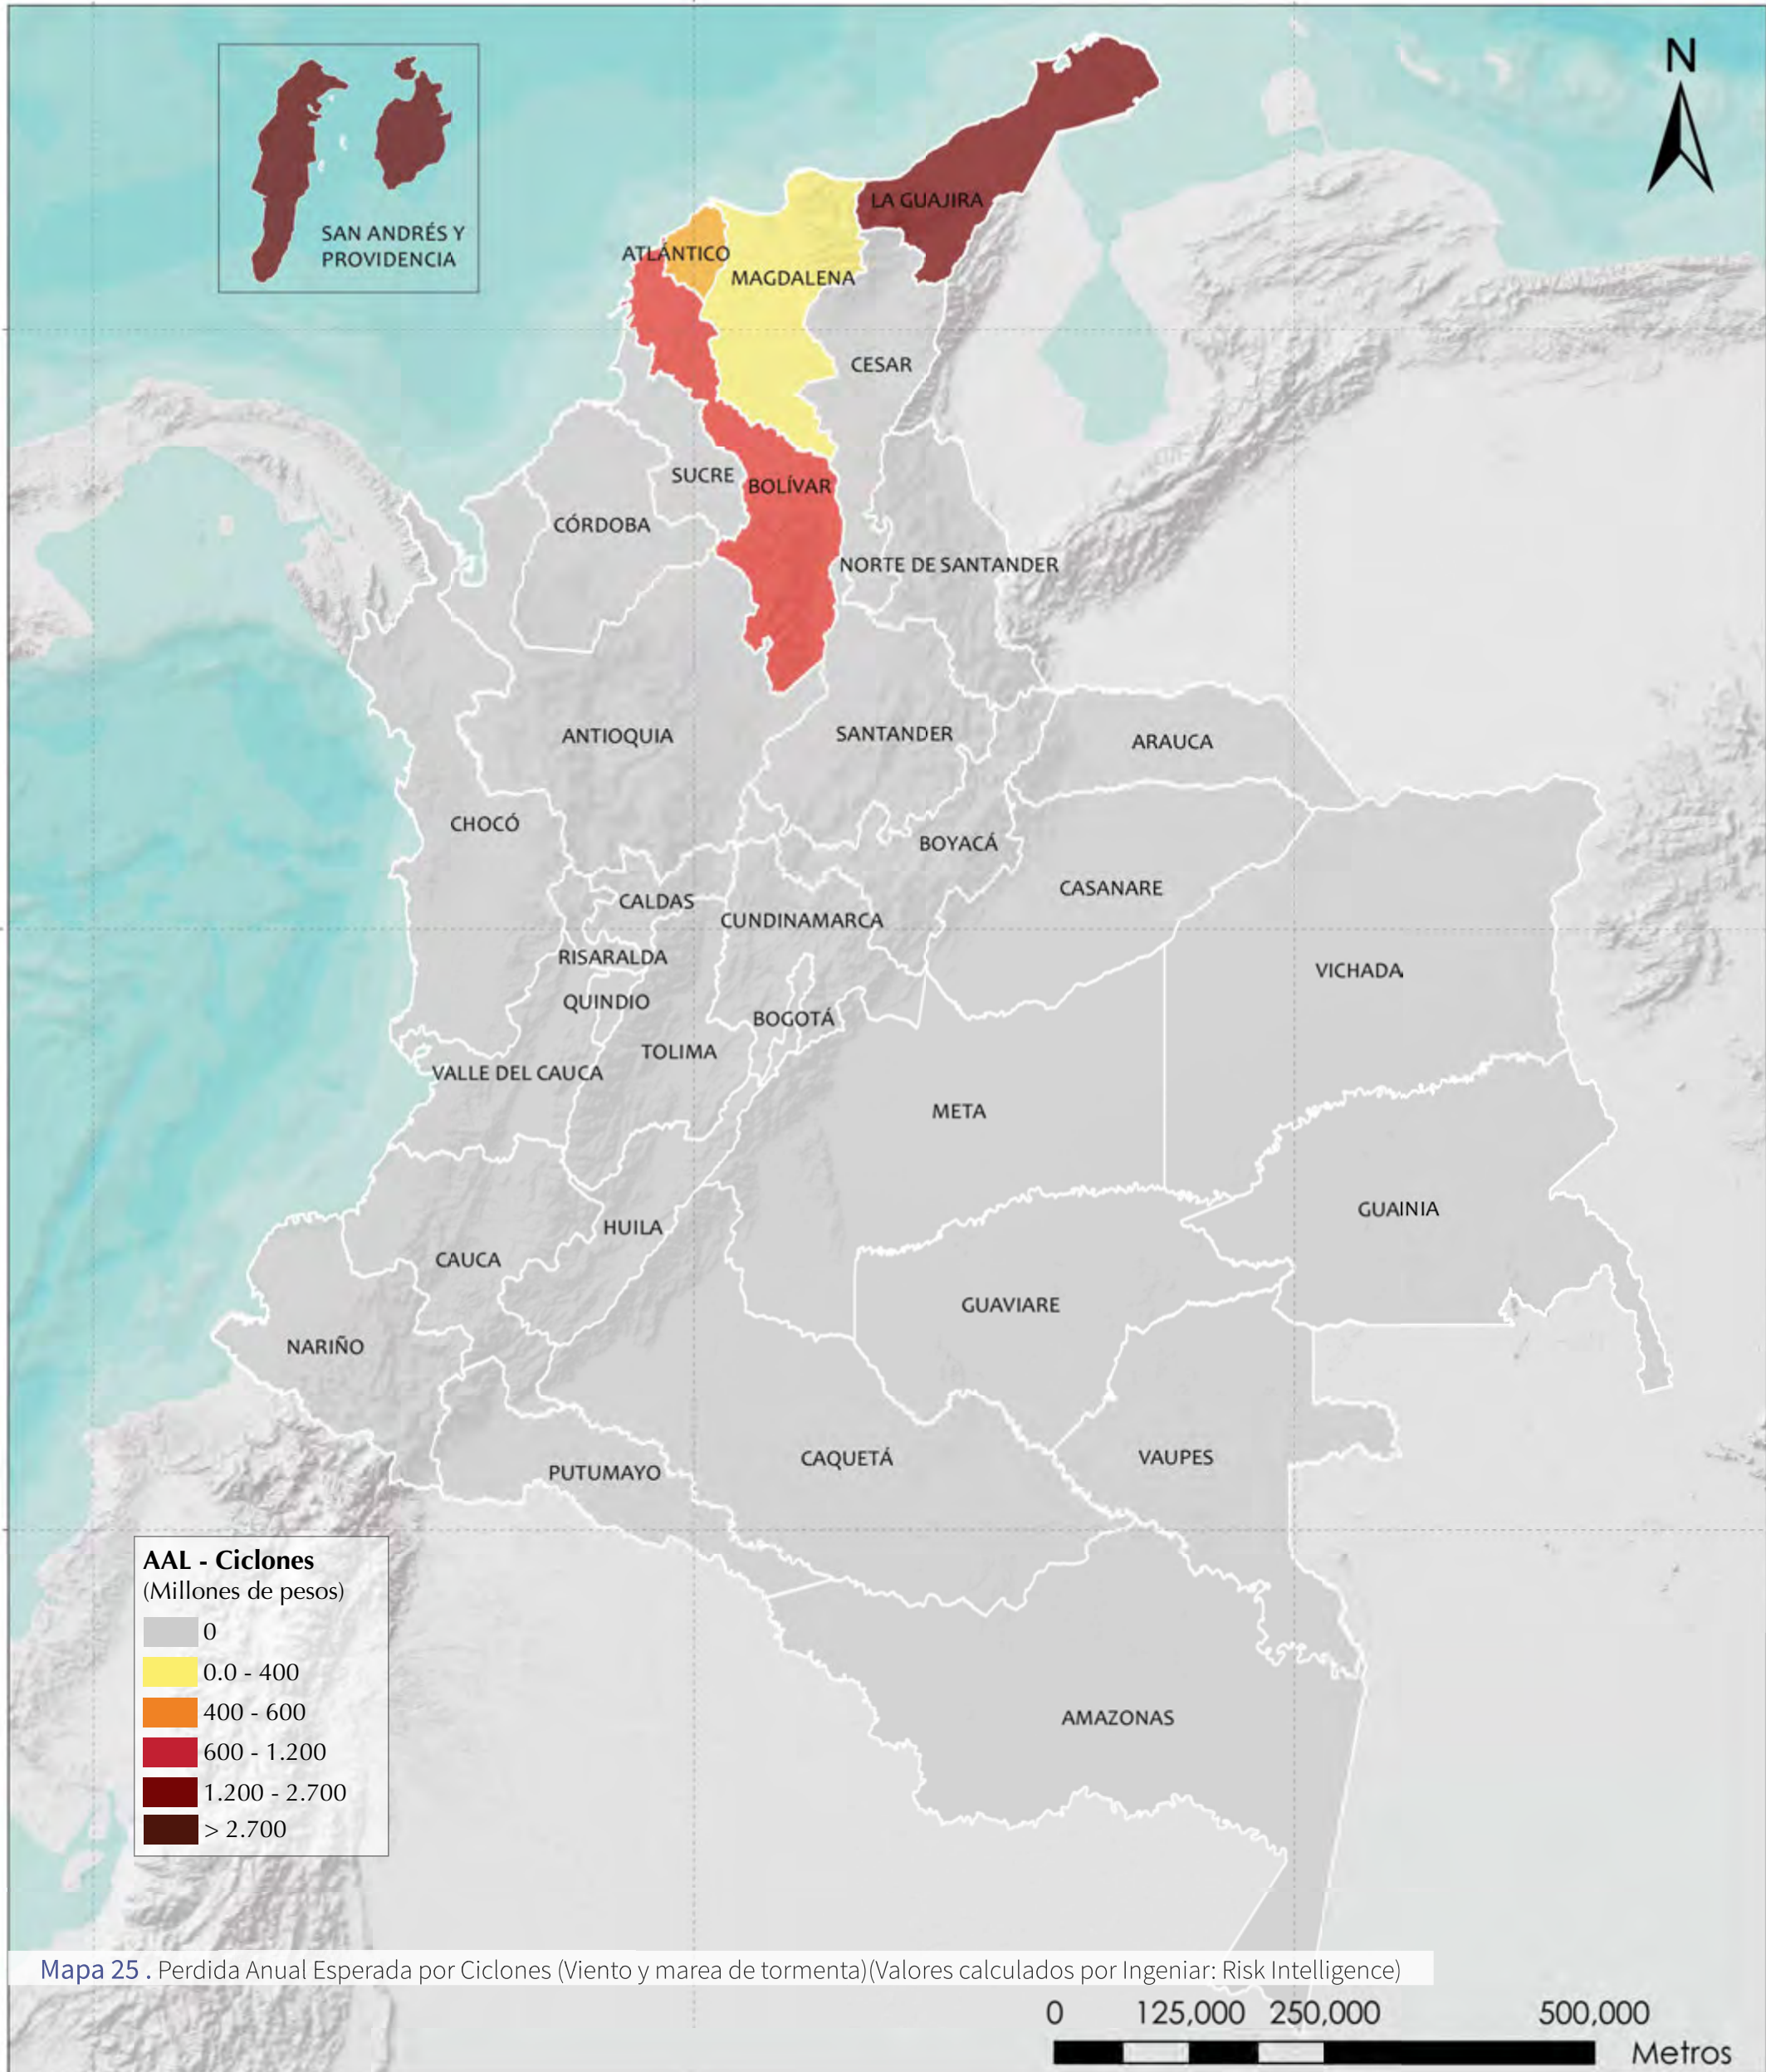 N
SAN ANDRÉS Y
PROVIDENCIA
LA GUAJIRA
ATLÁNTICO
MAGDALENA
CESAR
SUCRE
BOLÍVAR
CÓRDOBA
NORTE DE SANTANDER
ANTIOQUIA
SANTANDER
ARAUCA
CHOCÓ
BOYACÁ
CASANARE
CALDAS
CUNDINAMARCA
RISARALDA
VICHADA
QUINDIO
BOGOTÁ
TOLIMA
VALLE DEL CAUCA
META
GUAINIA
HUILA
CAUCA
GUAVIARE
NARIÑO
CAQUETÁ
VAUPES
PUTUMAYO
AMAZONAS
AAL - Ciclones
(Millones de pesos)
0
0.0 - 400
400 - 600
600 - 1.200
1.200 - 2.700
> 2.700
Mapa 25 . Perdida Anual Esperada por Ciclones (Viento y marea de tormenta)(Valores calculados por Ingeniar: Risk Intelligence)
0 125,000 250,000 500,000
Metros